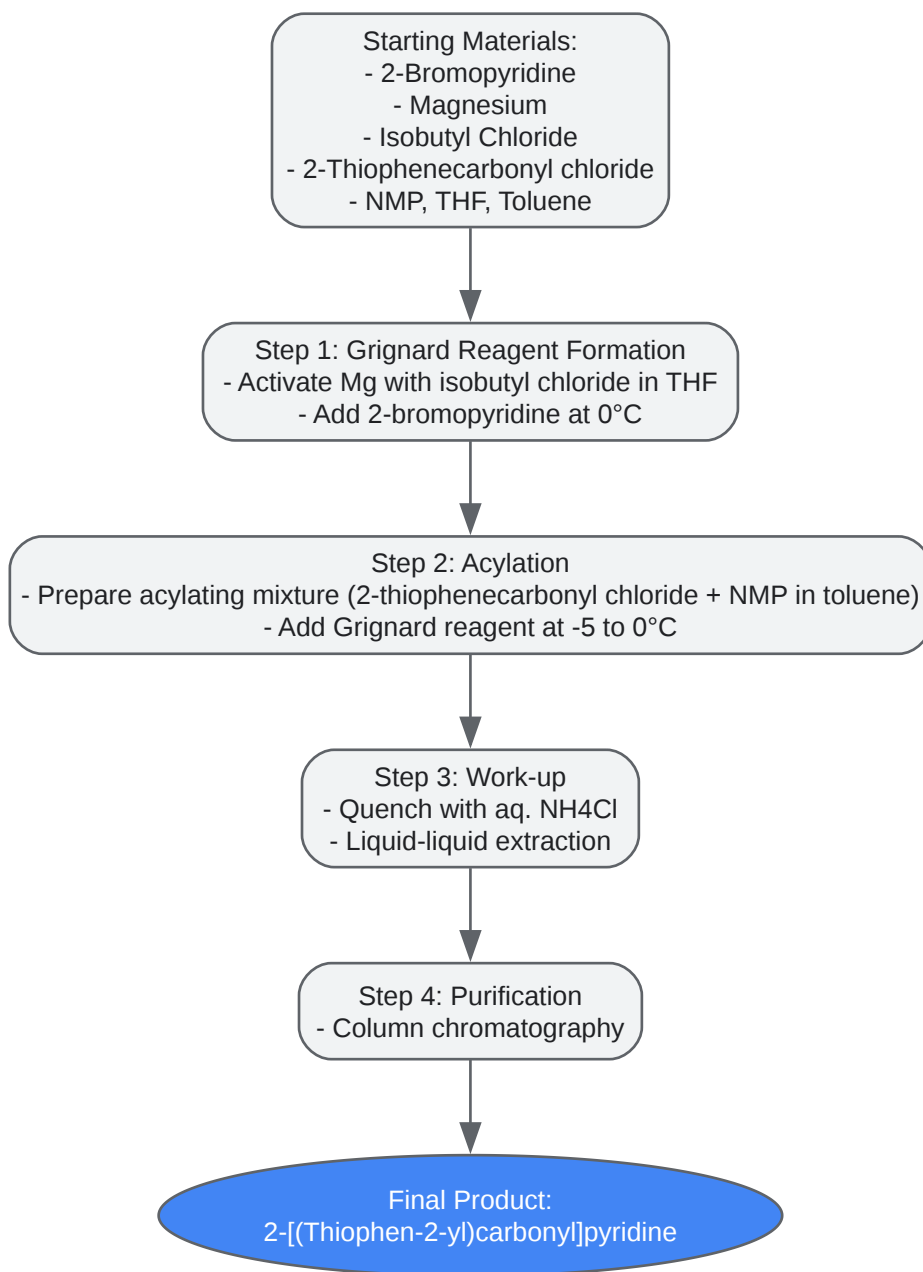 Starting Materials:
- 2-Bromopyridine
- Magnesium
- Isobutyl Chloride
- 2-Thiophenecarbonyl chloride
- NMP, THF, Toluene
Step 1: Grignard Reagent Formation
- Activate Mg with isobutyl chloride in THF
- Add 2-bromopyridine at 0°C
Step 2: Acylation
- Prepare acylating mixture (2-thiophenecarbonyl chloride + NMP in toluene)
- Add Grignard reagent at -5 to 0°C
Step 3: Work-up
- Quench with aq. NH4Cl
- Liquid-liquid extraction
Step 4: Purification
- Column chromatography
Final Product:
2-[(Thiophen-2-yl)carbonyl]pyridine